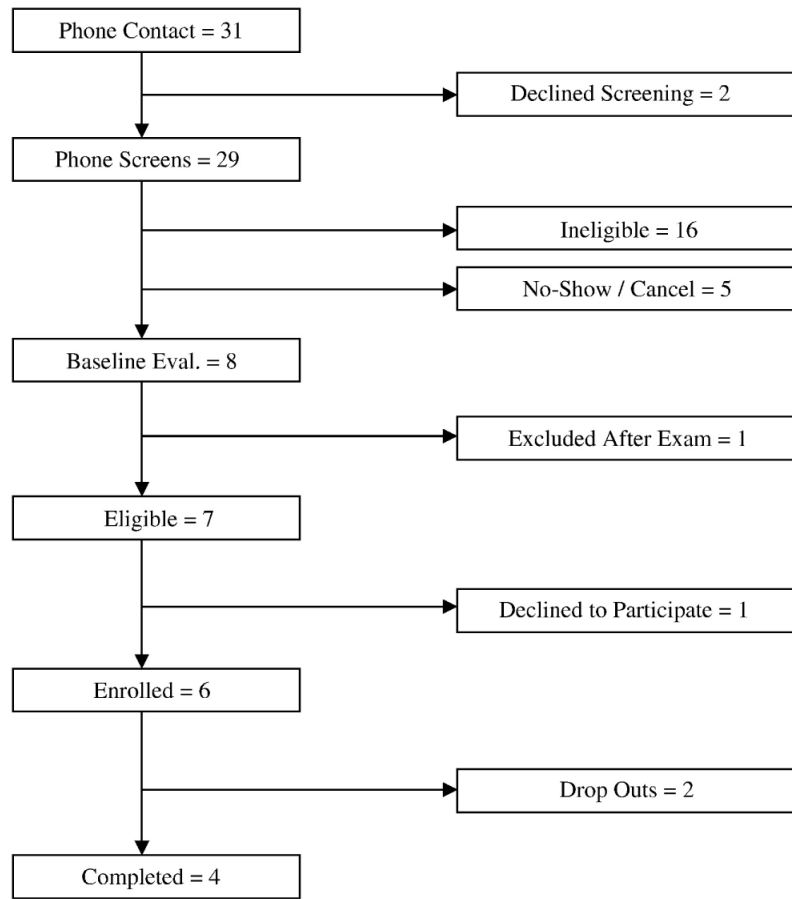 Phone Contact = 31
Declined Screening = 2
Phone Screens = 29
Ineligible = 16
No-Show / Cancel = 5
Baseline Eval. = 8
Excluded After Exam = 1
Eligible = 7
Declined to Participate = 1
Enrolled = 6
Drop Outs = 2
Completed = 4